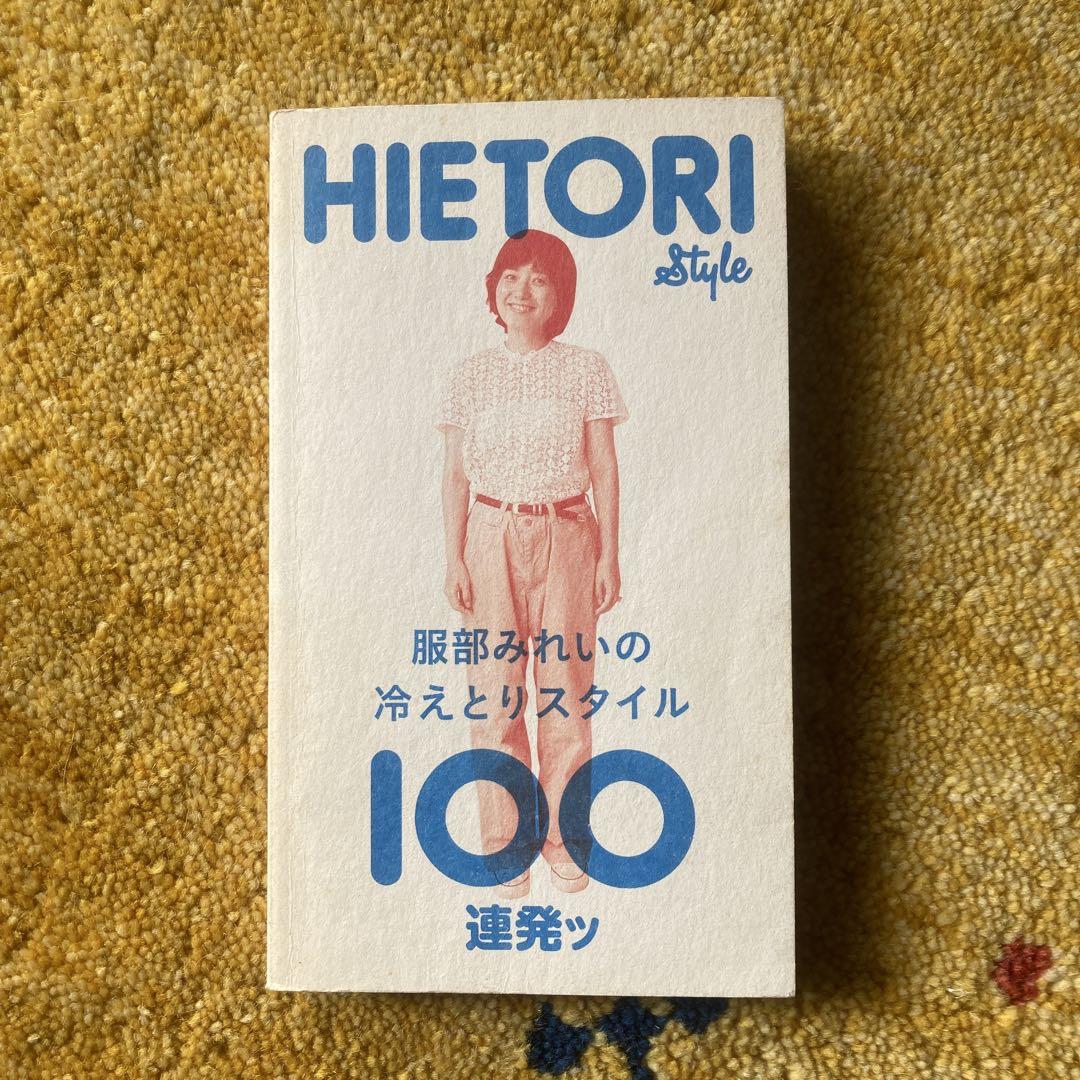 HIETORI
Style
服部みれいの
冷えとりスタイル
100
連発ッ